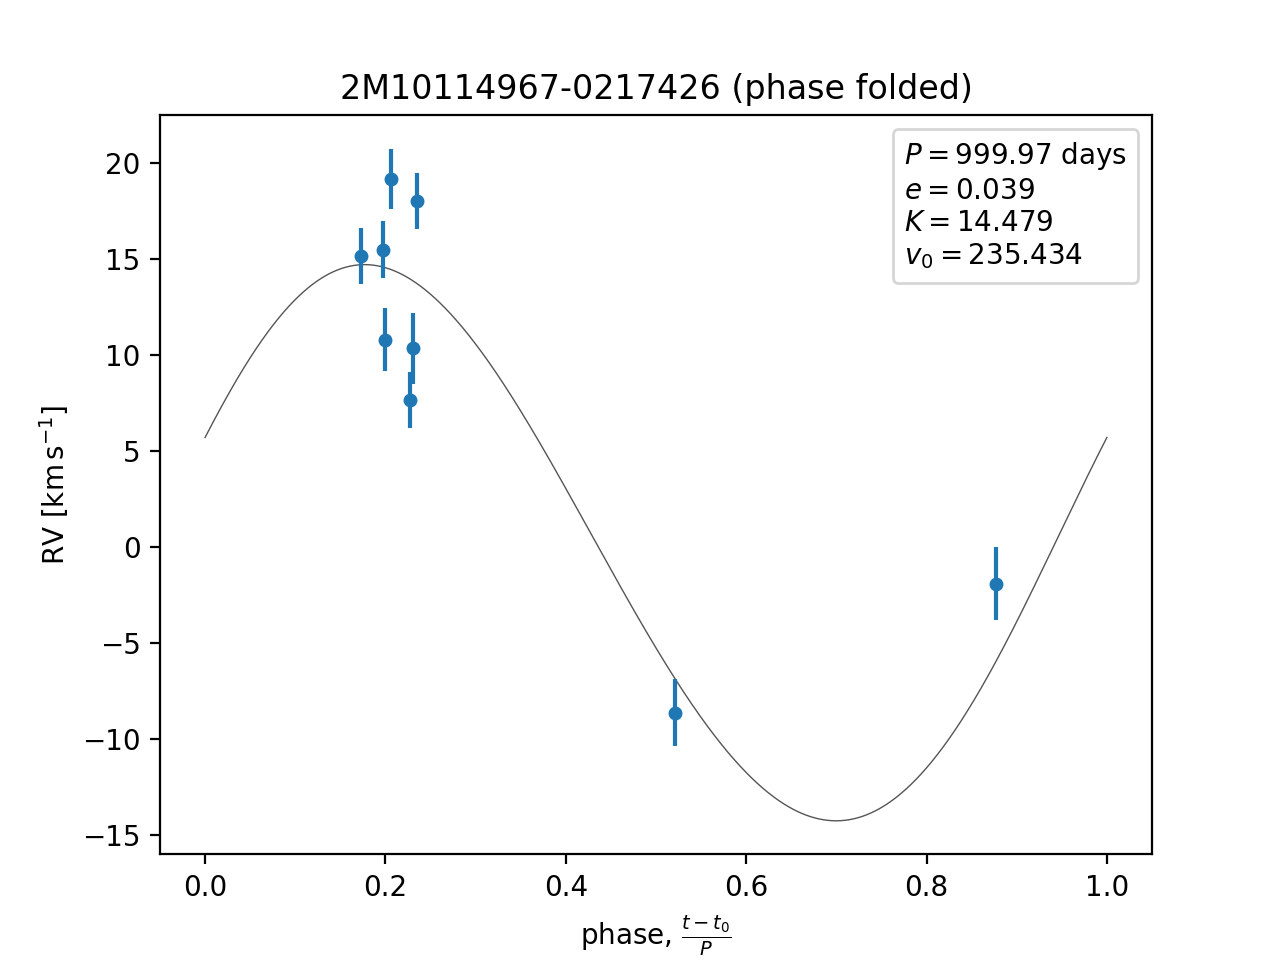 2M10114967-0217426 (phase folded)
P = 999.97 days
e = 0.039
K = 14.479
v₀ = 235.434
20
15
10
5
0
−5
−10
−15
RV [km s⁻¹]
0.0 0.2 0.4 0.6 0.8 1.0
phase, (t − t₀)/P